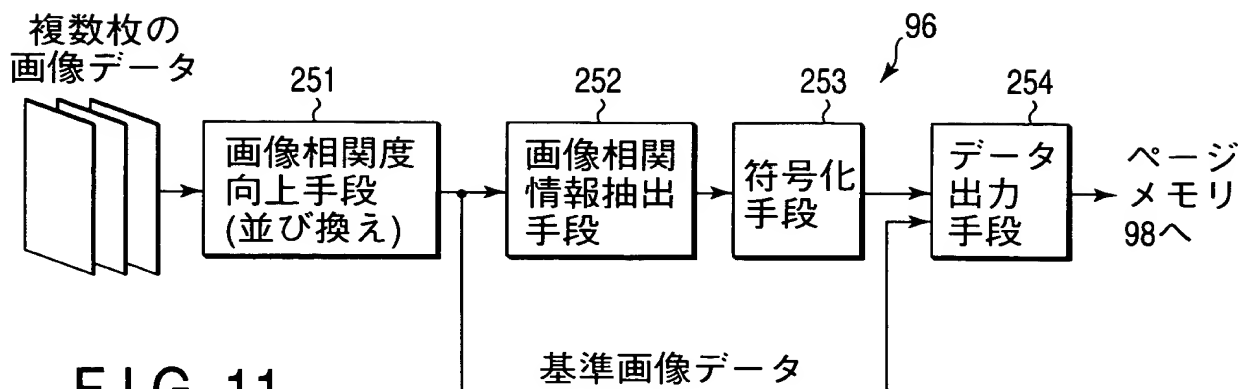 複数枚の
画像データ
96
251
画像相関度
向上手段
(並び換え)
252
画像相関
情報抽出
手段
253
符号化
手段
254
データ
出力
手段
ページ
メモリ
98へ
基準画像データ
FIG. 11